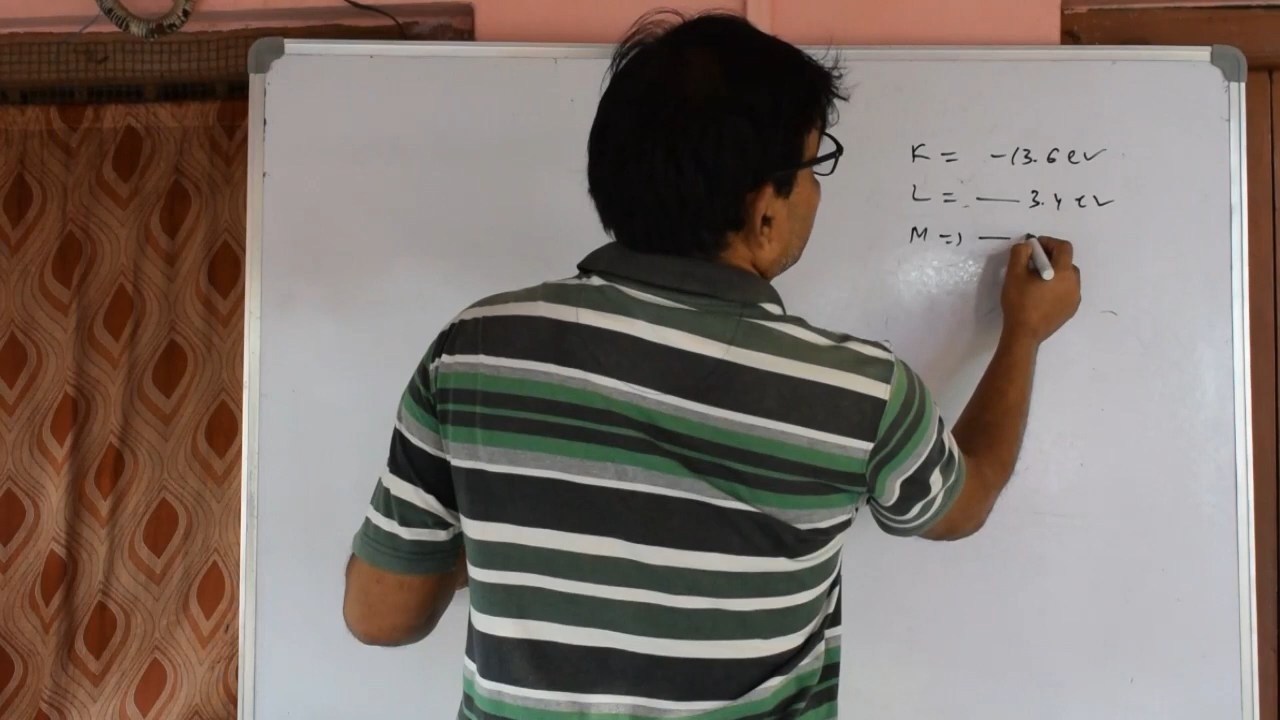 K = -13.6 ev
L = — 3.4 ev
M => —